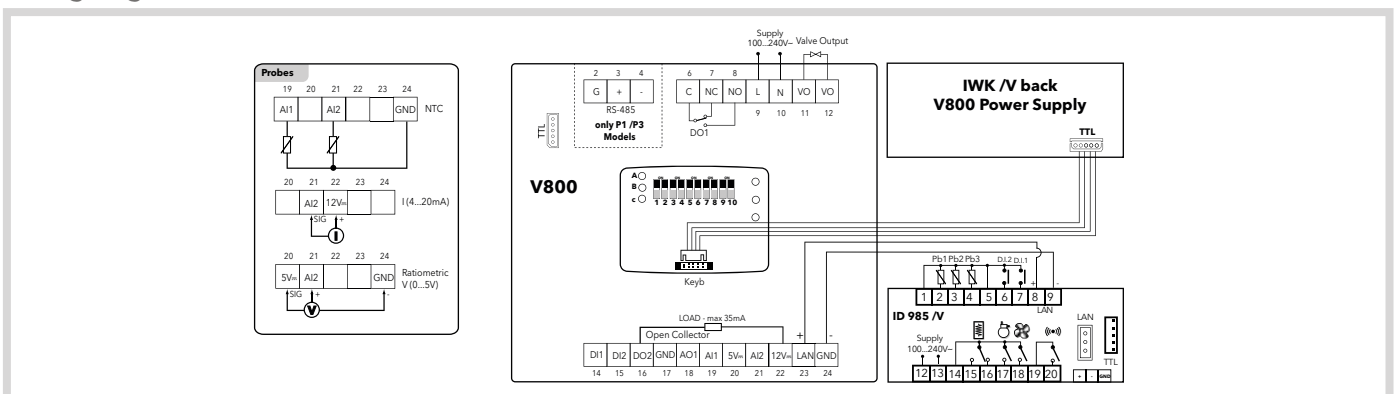 Probes
19 20 21 22 23 24
AI1 AI2 GND NTC
20 21 22 23 24
AI2 12V⎓ I (4...20mA)
SIG +
I
20 21 22 23 24
5V⎓ AI2 GND Ratiometric
V (0...5V)
SIG + -
V
Supply
100...240V~ Valve Output
2 3 4 6 7 8
G + - C NC NO L N VO VO
RS-485 9 10 11 12
only P1 /P3
Models
DO1
TTL
V800
A
B
c
ON ON ON ON ON
1 2 3 4 5 6 7 8 9 10
Keyb
LOAD - max 35mA
Open Collector + -
DI1 DI2 DO2 GND AO1 AI1 5V⎓ AI2 12V⎓ LAN GND
14 15 16 17 18 19 20 21 22 23 24
IWK /V back
V800 Power Supply
TTL
Pb1 Pb2 Pb3 D.I.2 D.I.1
+ -
1 2 3 4 5 6 7 8 9
LAN
ID 985 /V
Supply
100...240V~
LAN
TTL
12 13 14 15 16 17 18 19 20
+ - GND